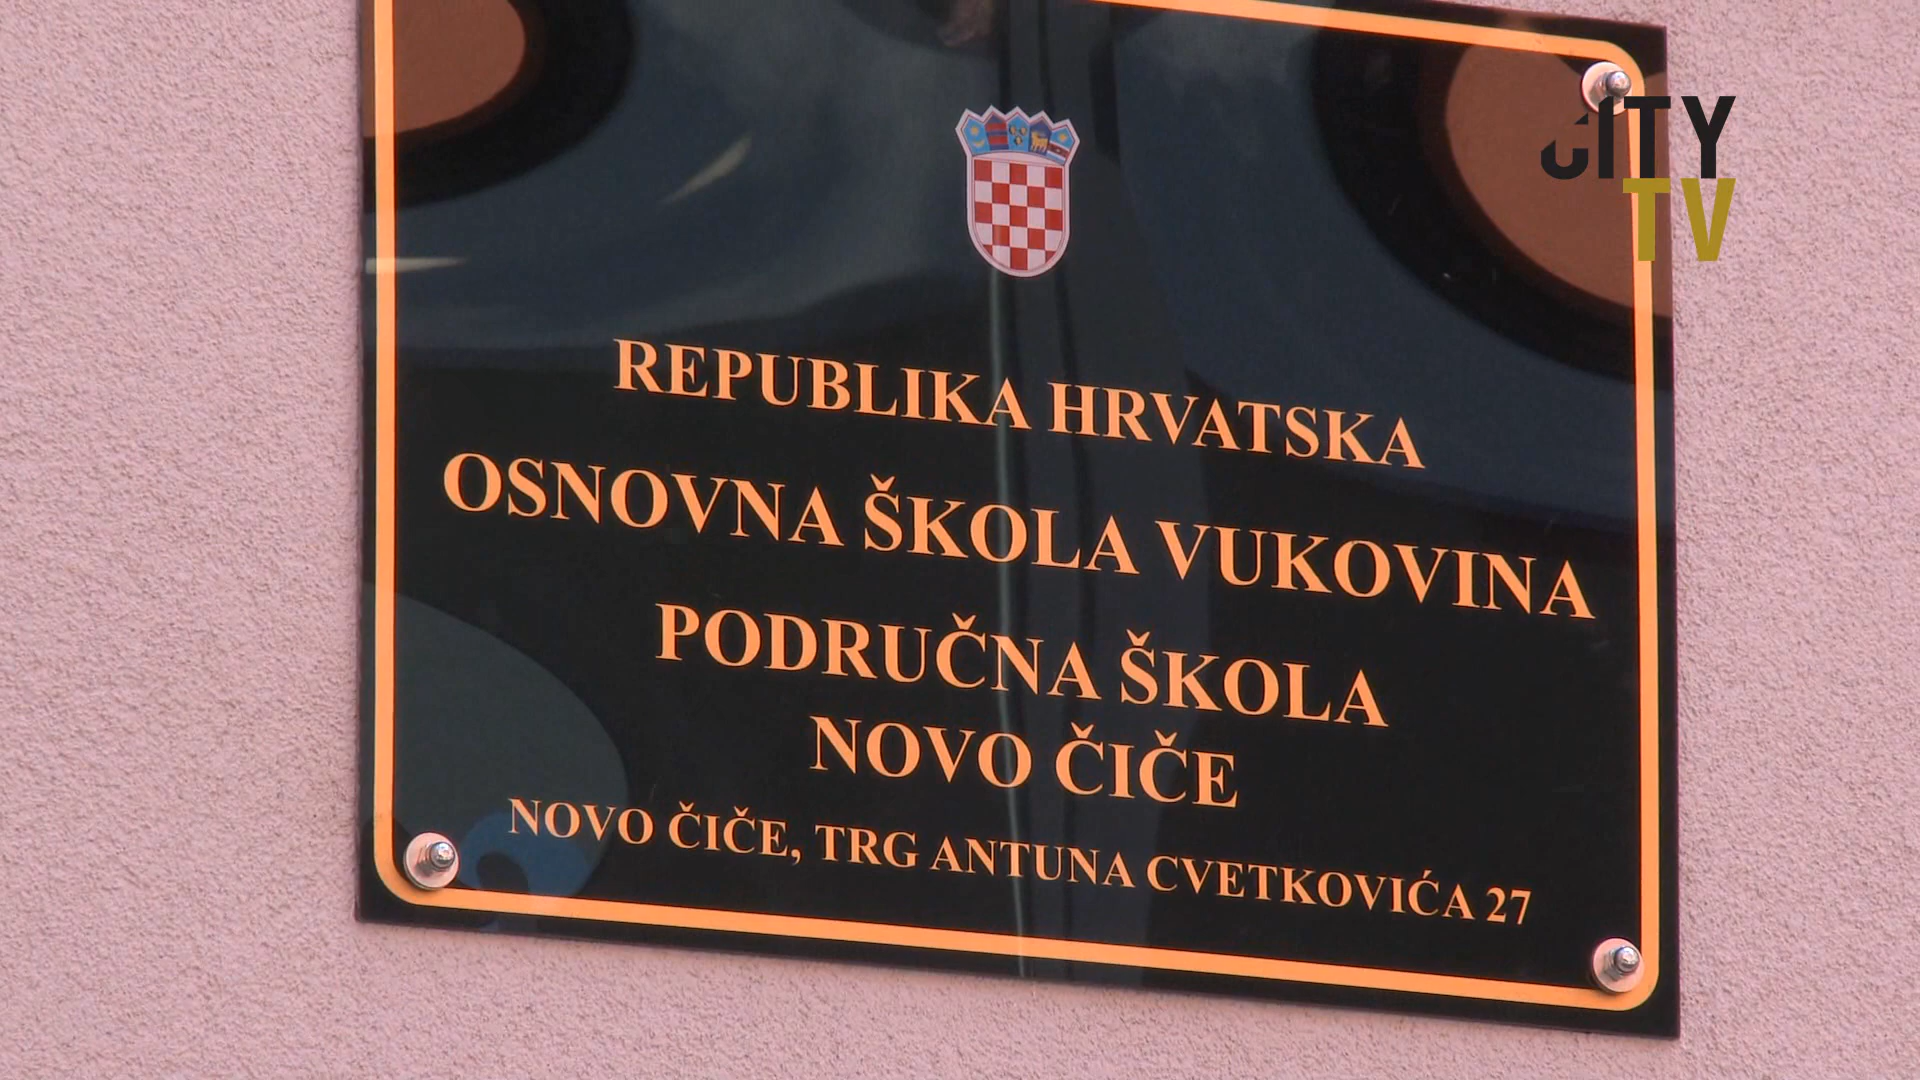 CITY
TV
REPUBLIKA HRVATSKA
OSNOVNA ŠKOLA VUKOVINA
PODRUČNA ŠKOLA
NOVO ČIČE
NOVO ČIČE, TRG ANTUNA CVETKOVIĆA 27